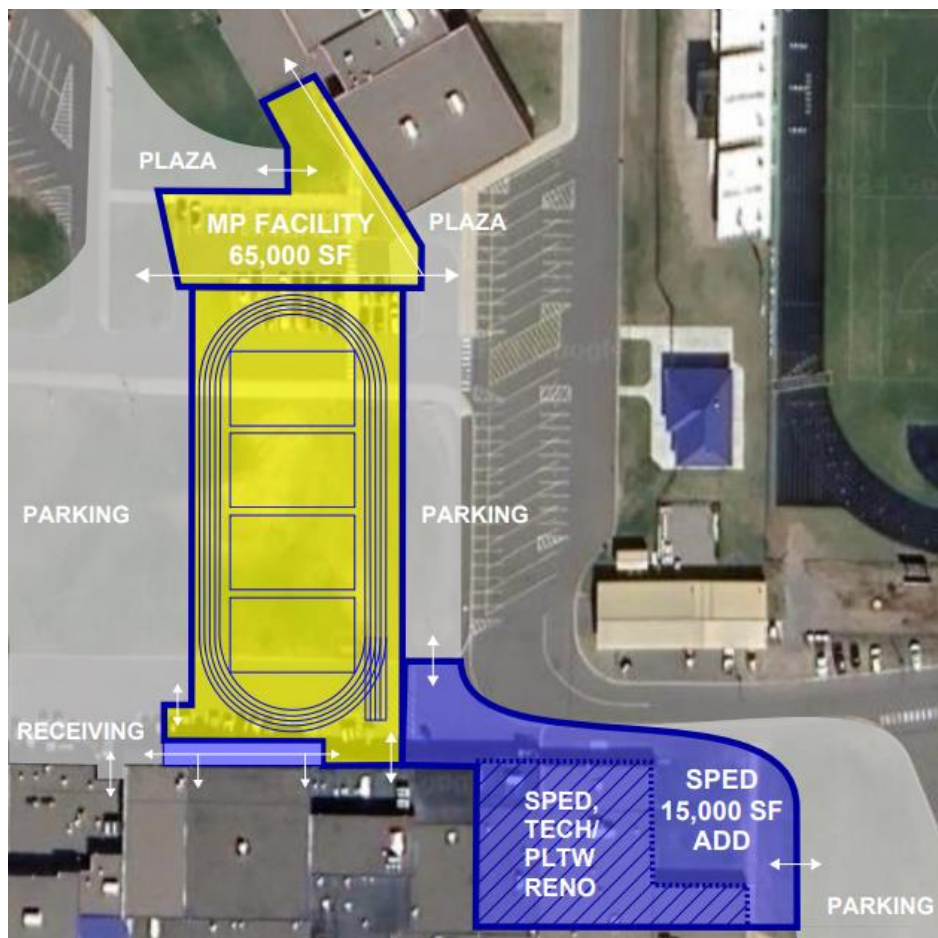 PLAZA
MP FACILITY
65,000 SF
PLAZA
PARKING
PARKING
RECEIVING
SPED,
TECH/
PLTW
RENO
SPED
15,000 SF
ADD
PARKING